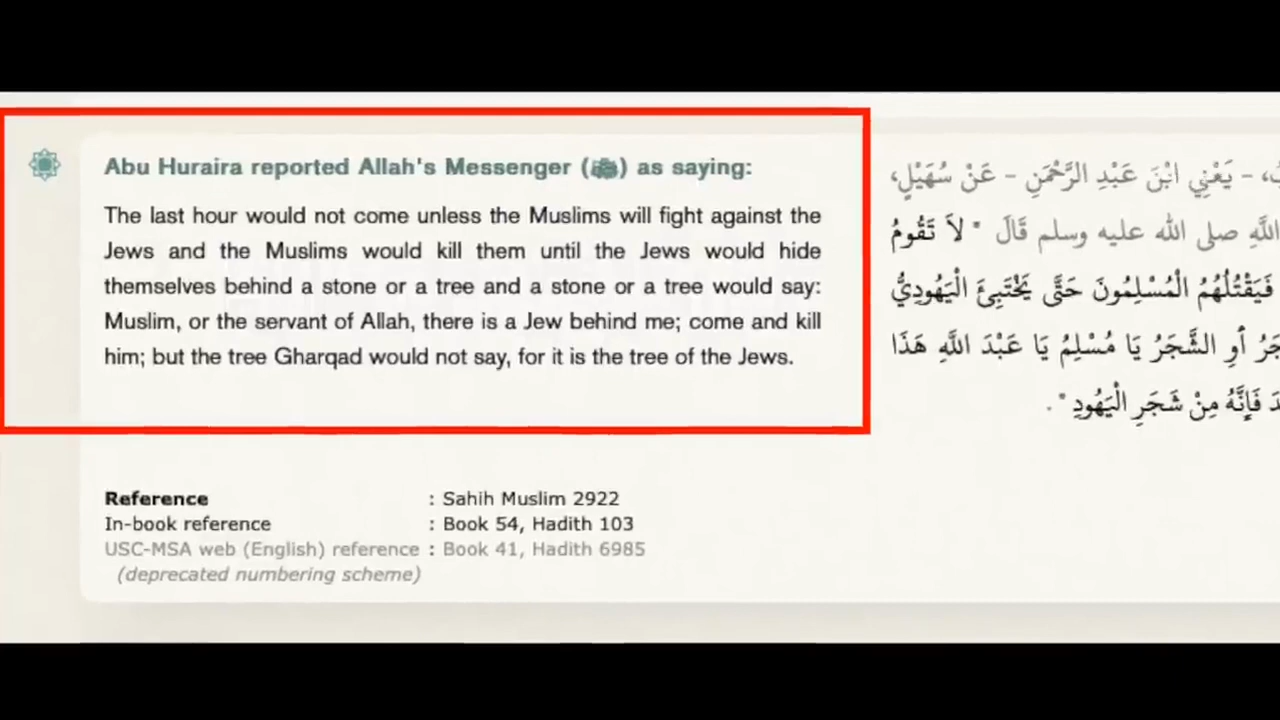 Abu Huraira reported Allah's Messenger (ﷺ) as saying:
The last hour would not come unless the Muslims will fight against the
Jews and the Muslims would kill them until the Jews would hide
themselves behind a stone or a tree and a stone or a tree would say:
Muslim, or the servant of Allah, there is a Jew behind me; come and kill
him; but the tree Gharqad would not say, for it is the tree of the Jews.
- يَعْنِي ابْنَ عَبْدِ الرَّحْمَنِ - عَنْ سُهَيْلٍ،
صلى الله عليه وسلم قَالَ " لاَ تَقُومُ
فَيَقْتُلُهُمُ الْمُسْلِمُونَ حَتَّى يَخْتَبِئَ الْيَهُودِيُّ
أَوِ الشَّجَرُ يَا مُسْلِمُ يَا عَبْدَ اللَّهِ هَذَا
فَإِنَّهُ مِنْ شَجَرِ الْيَهُودِ " .
Reference : Sahih Muslim 2922
In-book reference : Book 54, Hadith 103
USC-MSA web (English) reference : Book 41, Hadith 6985
(deprecated numbering scheme)